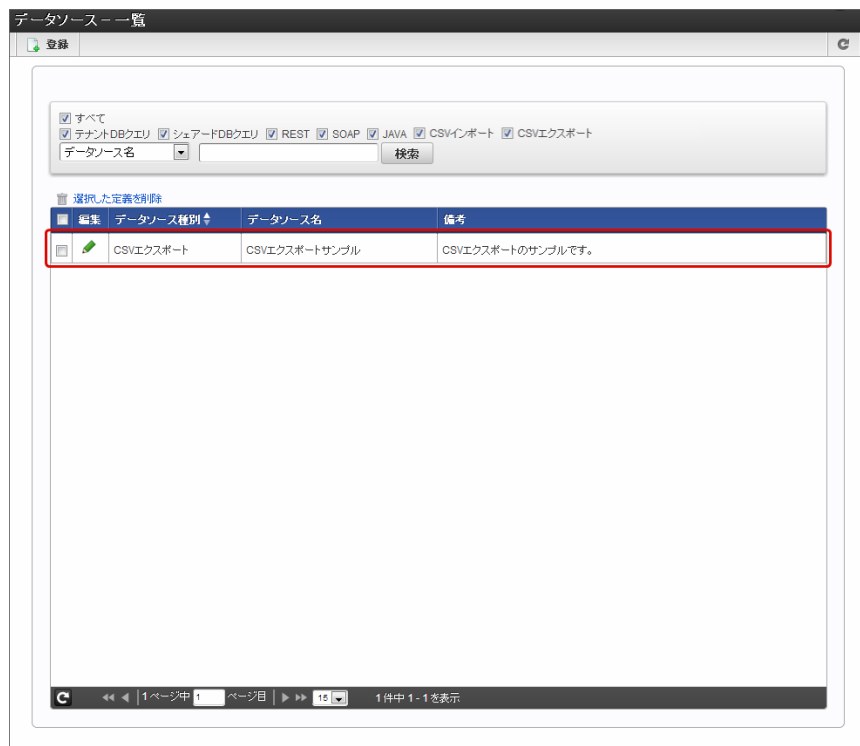 データソース - 一覧
登録
すべて
テナントDBクエリ シェアードDBクエリ REST SOAP JAVA CSVインポート CSVエクスポート
データソース名 検索
選択した定義を削除
編集 データソース種別 データソース名 備考
CSVエクスポート CSVエクスポートサンプル CSVエクスポートのサンプルです。
1 ページ中 1 ページ目 15 1 件中 1 - 1 を表示